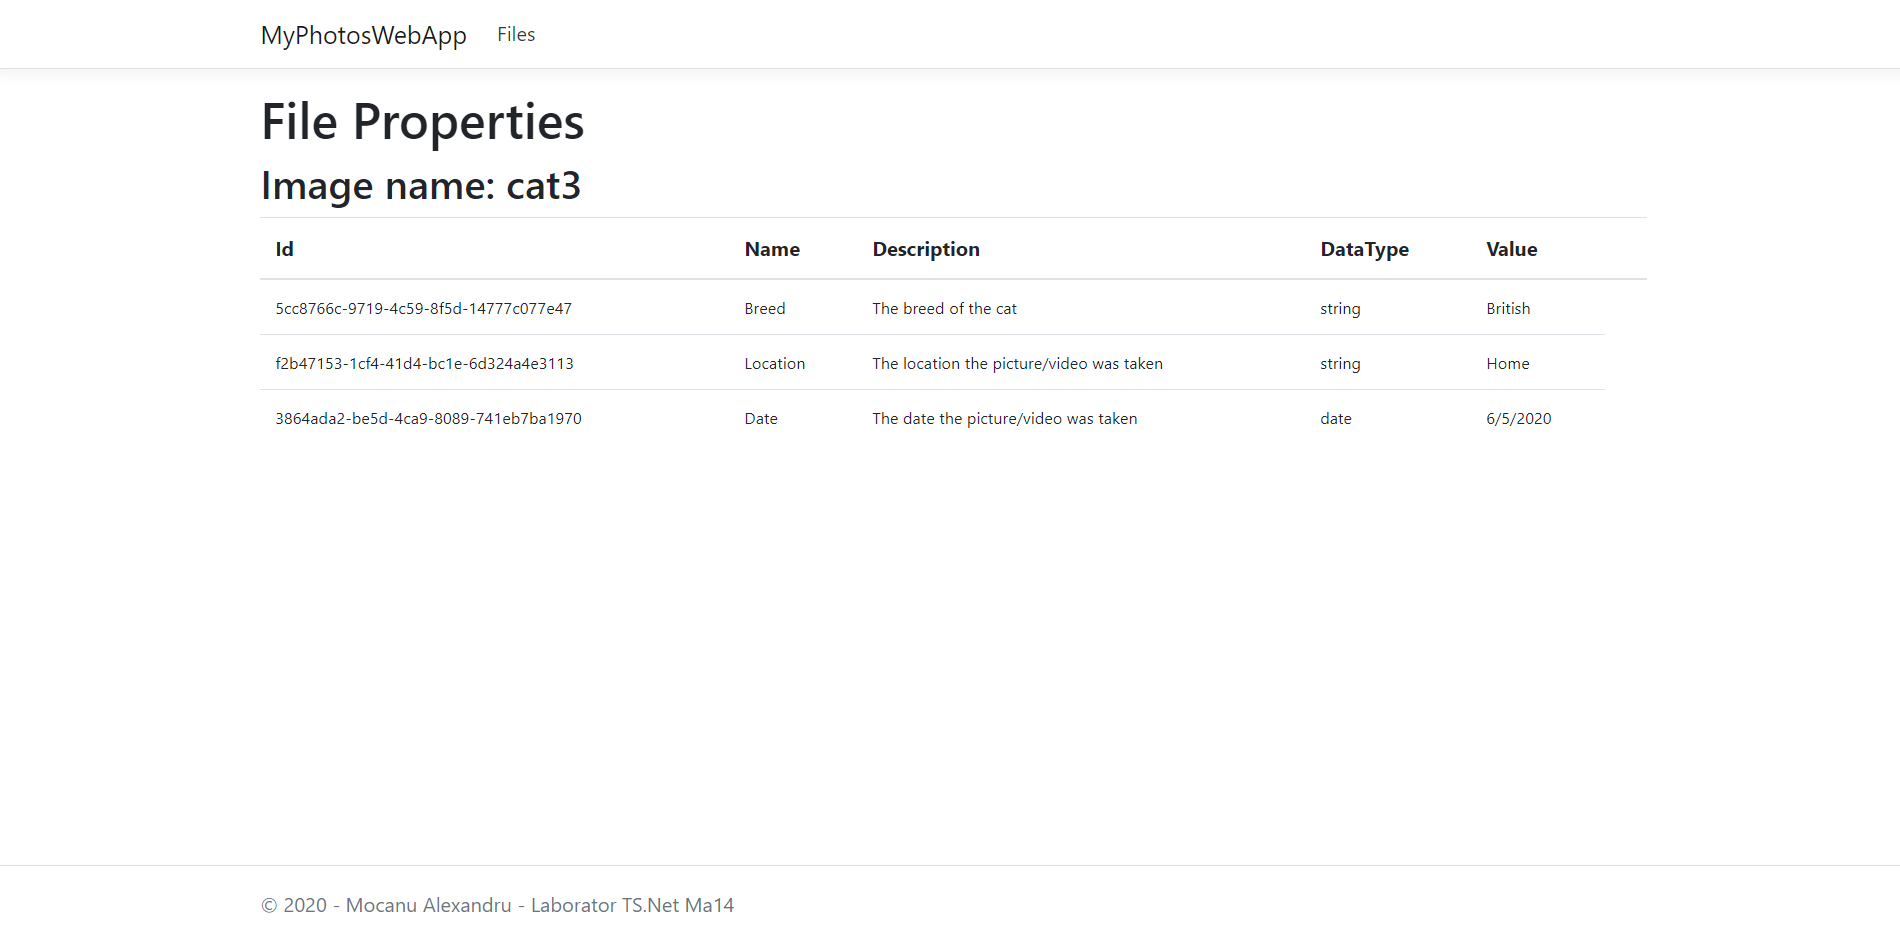 MyPhotosWebApp Files
File Properties
Image name: cat3
Id Name Description DataType Value
5cc8766c-9719-4c59-8f5d-14777c077e47 Breed The breed of the cat string British
f2b47153-1cf4-41d4-bc1e-6d324a4e3113 Location The location the picture/video was taken string Home
3864ada2-be5d-4ca9-8089-741eb7ba1970 Date The date the picture/video was taken date 6/5/2020
© 2020 - Mocanu Alexandru - Laborator TS.Net Ma14